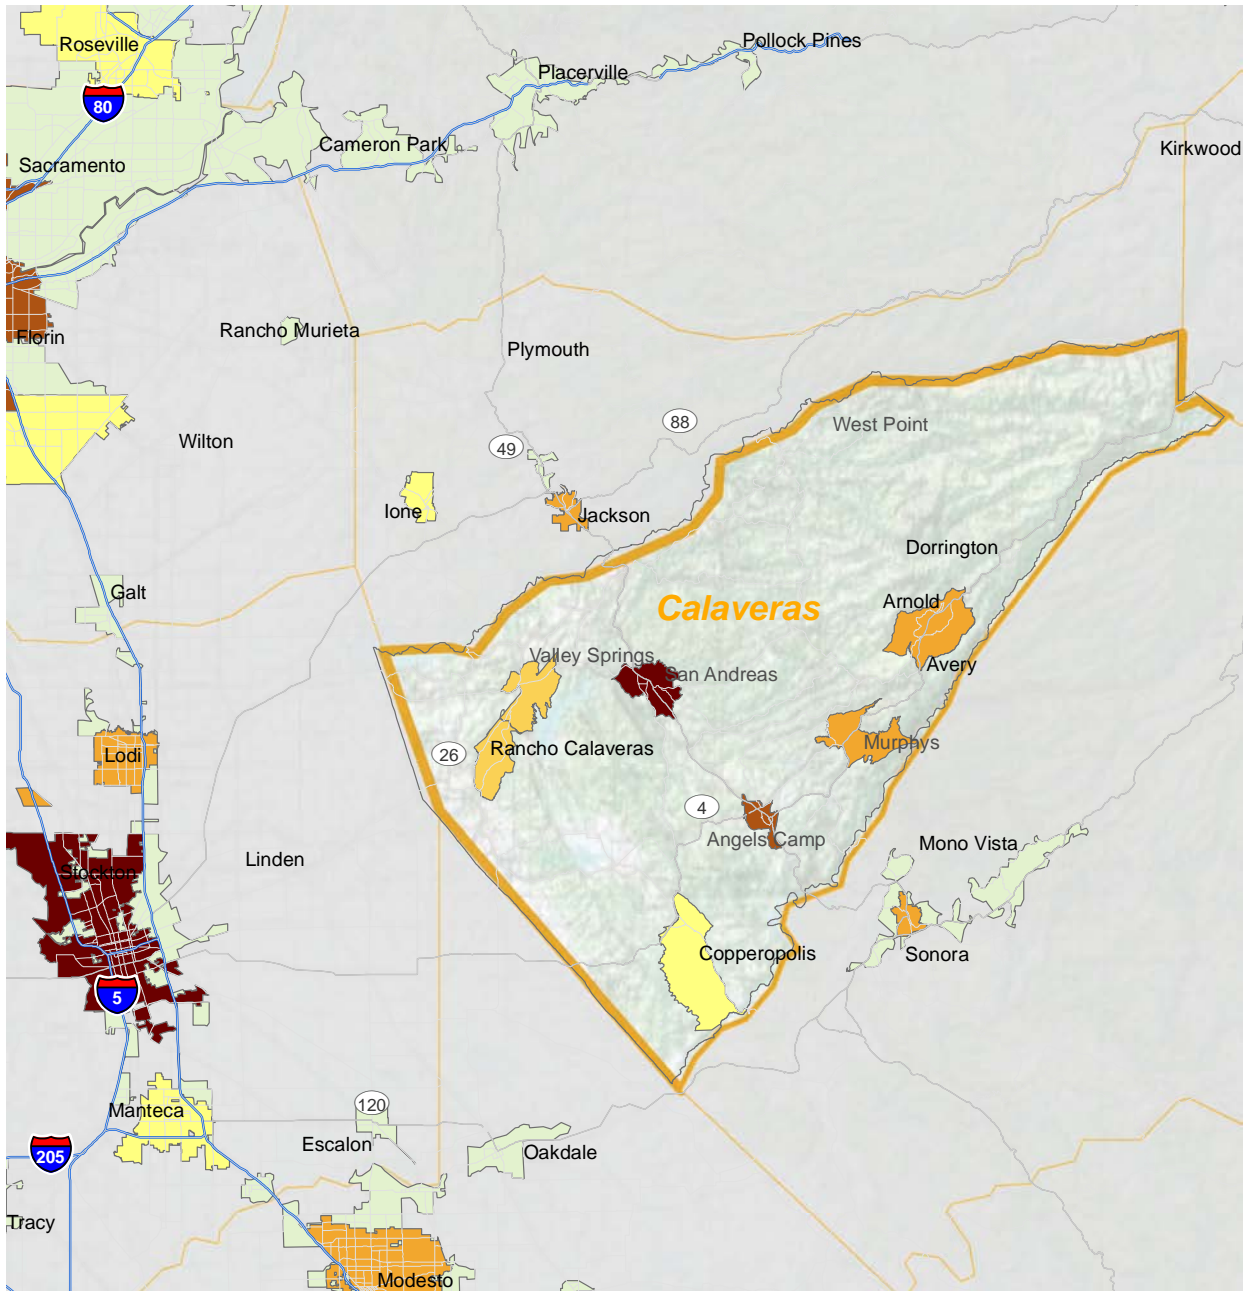 Roseville
Pollock Pines
Placerville
80
Cameron Park
Kirkwood
Sacramento
Florin
Rancho Murieta
Plymouth
West Point
88
Wilton
49
Ione
Jackson
Dorrington
Galt
Arnold
Calaveras
Valley Springs
Avery
San Andreas
Murphys
Rancho Calaveras
26
Lodi
4
Angels Camp
Mono Vista
Linden
Stockton
Copperopolis
Sonora
5
Manteca
120
Escalon
Oakdale
205
Tracy
Modesto